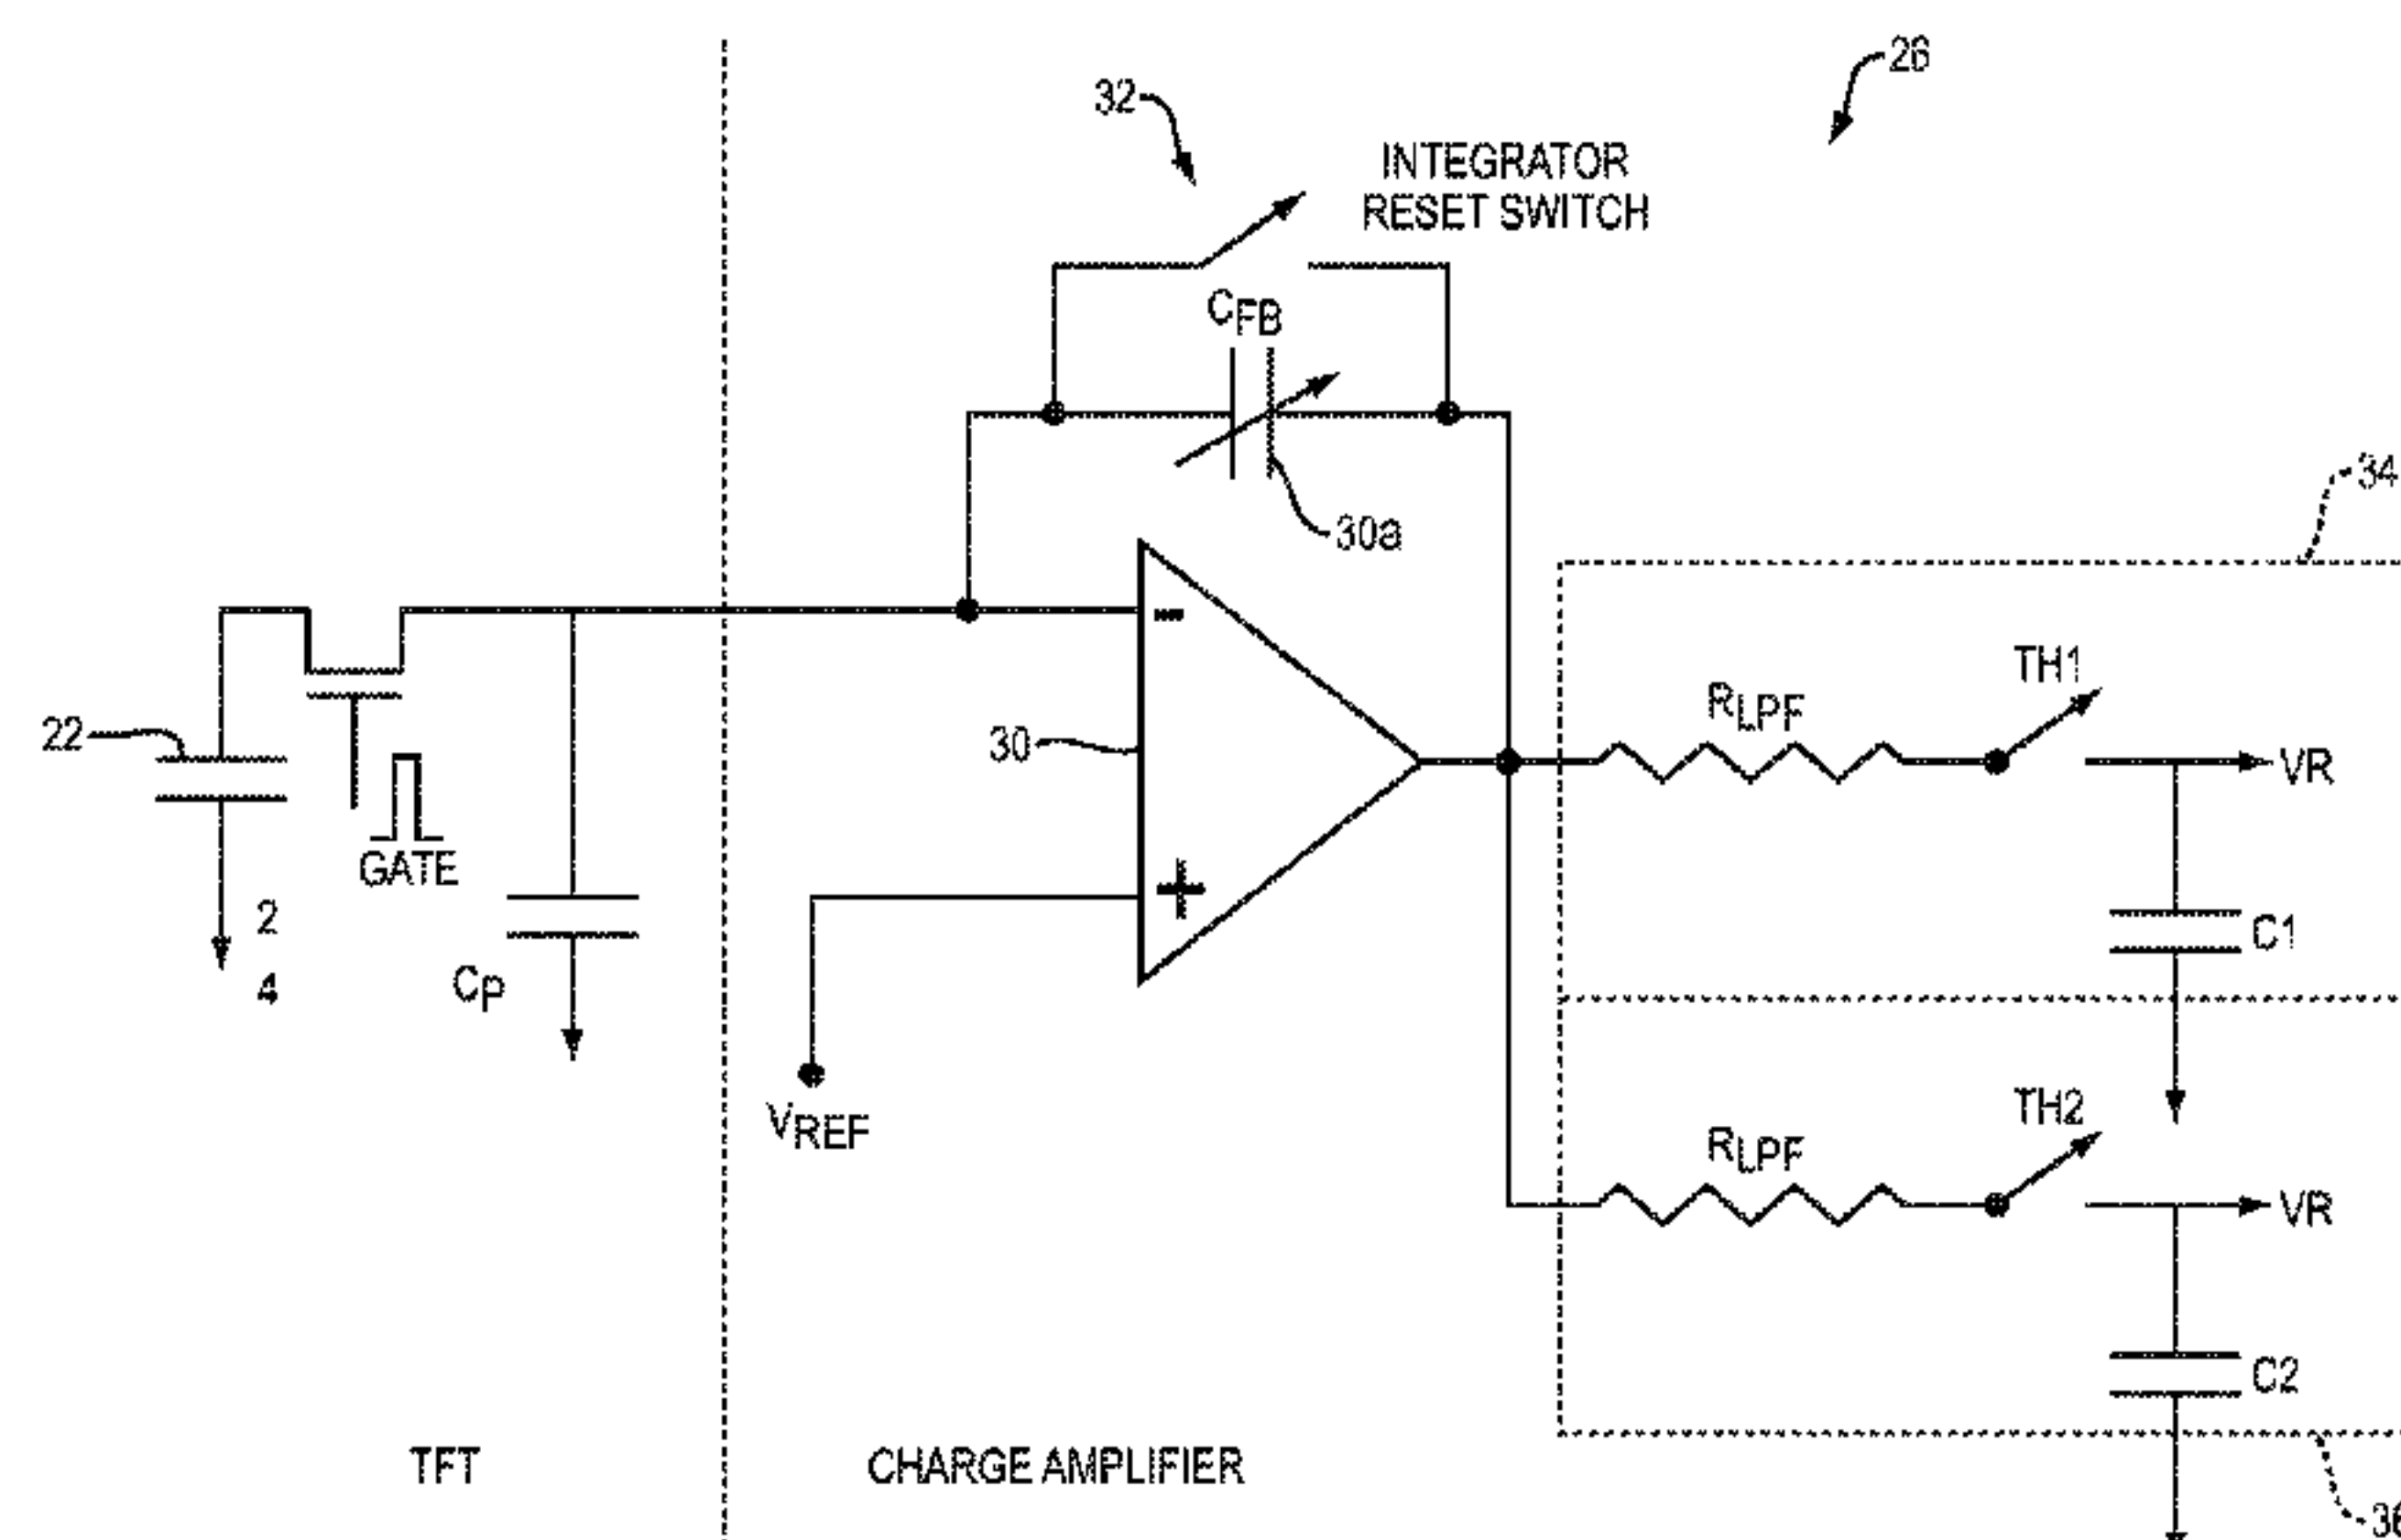 26
32
INTEGRATOR
RESET SWITCH
CFB
34
30a
TH1
RLPF
22
30
-
VR
GATE
2
4
+
C1
CP
VREF
TH2
RLPF
VR
C2
TFT
CHARGE AMPLIFIER